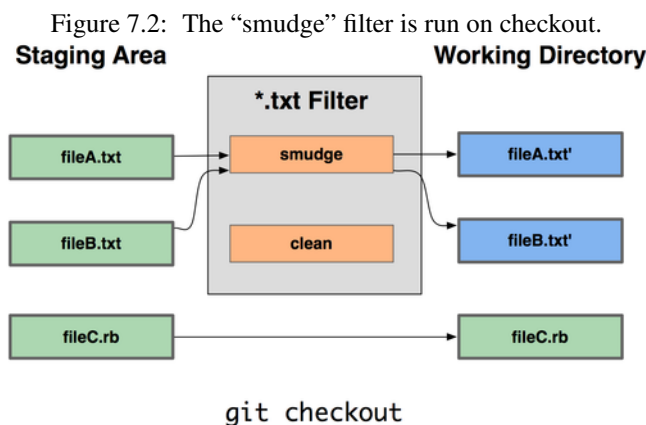 Figure 7.2: The “smudge” filter is run on checkout.
Staging Area
Working Directory
*.txt Filter
fileA.txt
smudge
fileA.txt'
fileB.txt
clean
fileB.txt'
fileC.rb
fileC.rb
git checkout